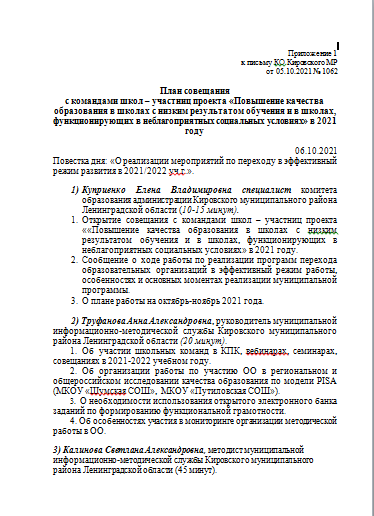 Приложение 1
к письму КО Кировского МР
от 05.10.2021 № 1062
План совещания
с командами школ – участниц проекта «Повышение качества
образования в школах с низким результатом обучения и в школах,
функционирующих в неблагоприятных социальных условиях» в 2021
году
06.10.2021
Повестка дня: «О реализации мероприятий по переходу в эффективный
режим развития в 2021/2022 уч.г.».
1) Куприенко Елена Владимировна специалист комитета
образования администрации Кировского муниципального района
Ленинградской области (10-15 минут).
1. Открытие совещания с командами школ – участниц проекта
««Повышение качества образования в школах с низким
результатом обучения и в школах, функционирующих в
неблагоприятных социальных условиях» в 2021 году.
2. Сообщение о ходе работы по реализации программ перехода
образовательных организаций в эффективный режим работы,
особенностях и основных моментах реализации муниципальной
программы.
3. О плане работы на октябрь-ноябрь 2021 года.
2) Труфанова Анна Александровна, руководитель муниципальной
информационно-методической службы Кировского муниципального
района Ленинградской области (20 минут).
1. Об участии школьных команд в КПК, вебинарах, семинарах,
совещаниях в 2021-2022 учебном году.
2. Об организации работы по участию ОО в региональном и
общероссийском исследовании качества образования по модели PISA
(МКОУ «Шумская СОШ», МКОУ «Путиловская СОШ»).
3. О необходимости использования открытого электронного банка
заданий по формированию функциональной грамотности.
4. Об особенностях участия в мониторинге организации методической
работы в ОО.
3) Калинова Светлана Александровна, методист муниципальной
информационно-методической службы Кировского муниципального
района Ленинградской области (45 минут).